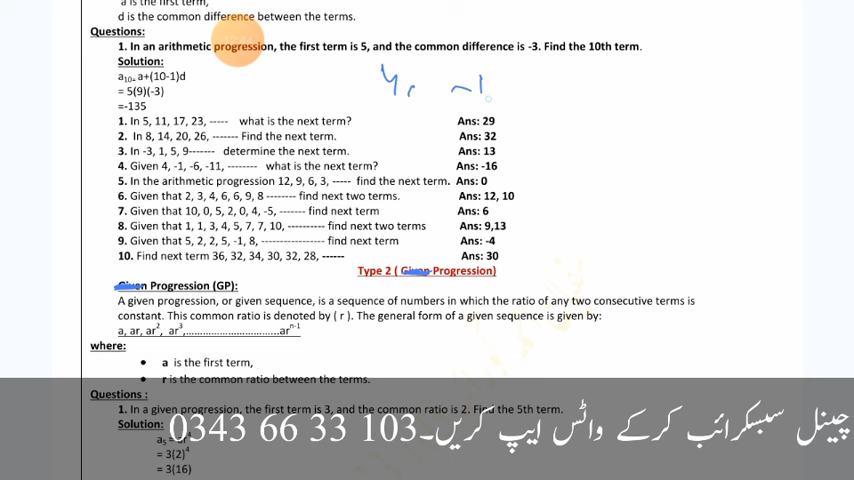 a is the first term,
d is the common difference between the terms.
Questions:
1. In an arithmetic progression, the first term is 5, and the common difference is -3. Find the 10th term.
Solution:
a10= a+(10-1)d
= 5(9)(-3)
=-135
4, -1
1. In 5, 11, 17, 23, ----- what is the next term? Ans: 29
2. In 8, 14, 20, 26, ------- Find the next term. Ans: 32
3. In -3, 1, 5, 9------- determine the next term. Ans: 13
4. Given 4, -1, -6, -11, -------- what is the next term? Ans: -16
5. In the arithmetic progression 12, 9, 6, 3, ----- find the next term. Ans: 0
6. Given that 2, 3, 4, 6, 6, 9, 8 -------- find next two terms. Ans: 12, 10
7. Given that 10, 0, 5, 2, 0, 4, -5, ------- find next term Ans: 6
8. Given that 1, 1, 3, 4, 5, 7, 7, 10, ---------- find next two terms Ans: 9,13
9. Given that 5, 2, 2, 5, -1, 8, ----------------- find next term Ans: -4
10. Find next term 36, 32, 34, 30, 32, 28, ------ Ans: 30
Type 2 ( Given Progression)
Given Progression (GP):
A given progression, or given sequence, is a sequence of numbers in which the ratio of any two consecutive terms is
constant. This common ratio is denoted by ( r ). The general form of a given sequence is given by:
a, ar, ar², ar³,................................arⁿ⁻¹
where:
• a is the first term,
• r is the common ratio between the terms.
Questions :
1. In a given progression, the first term is 3, and the common ratio is 2. Find the 5th term.
چینل سبسکرائب کرکے واٹس ایپ کریں۔103 33 66 0343
Solution:
a5 = ar⁴
= 3(2)⁴
= 3(16)